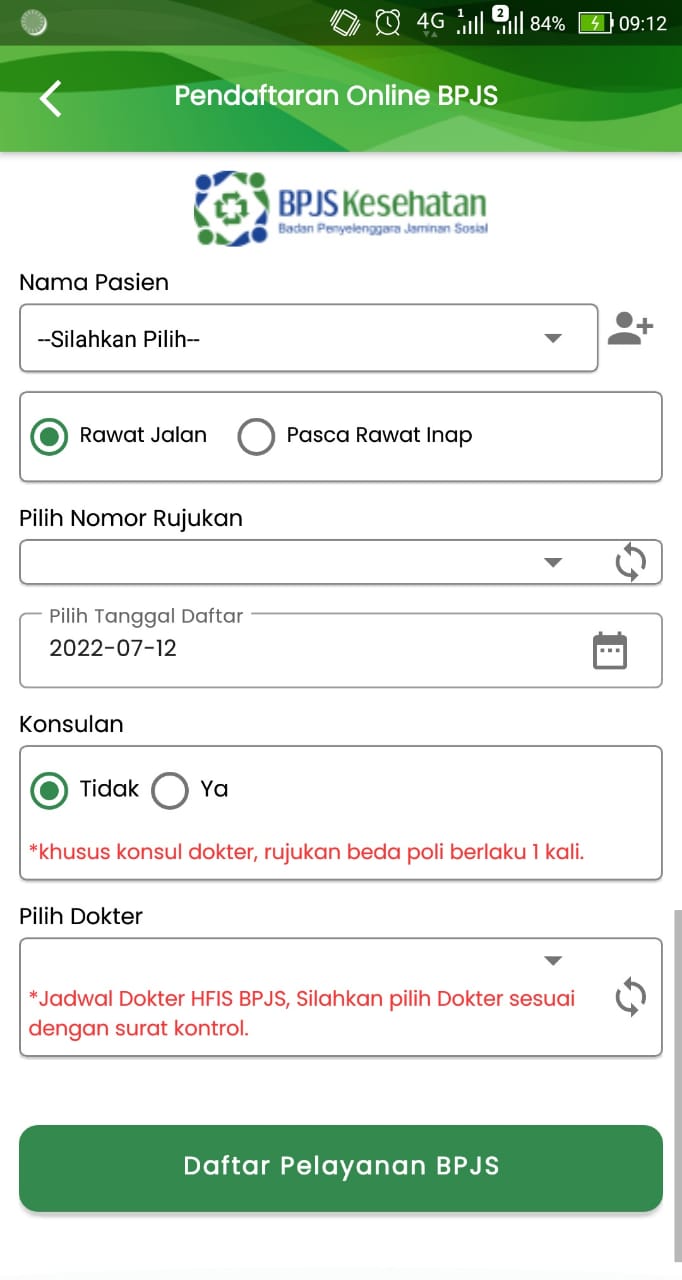 4G 1 2 84% 09:12
Pendaftaran Online BPJS
BPJS Kesehatan
Badan Penyelenggara Jaminan Sosial
Nama Pasien
--Silahkan Pilih--
Rawat Jalan Pasca Rawat Inap
Pilih Nomor Rujukan
Pilih Tanggal Daftar
2022-07-12
Konsulan
Tidak Ya
*khusus konsul dokter, rujukan beda poli berlaku 1 kali.
Pilih Dokter
*Jadwal Dokter HFIS BPJS, Silahkan pilih Dokter sesuai
dengan surat kontrol.
Daftar Pelayanan BPJS